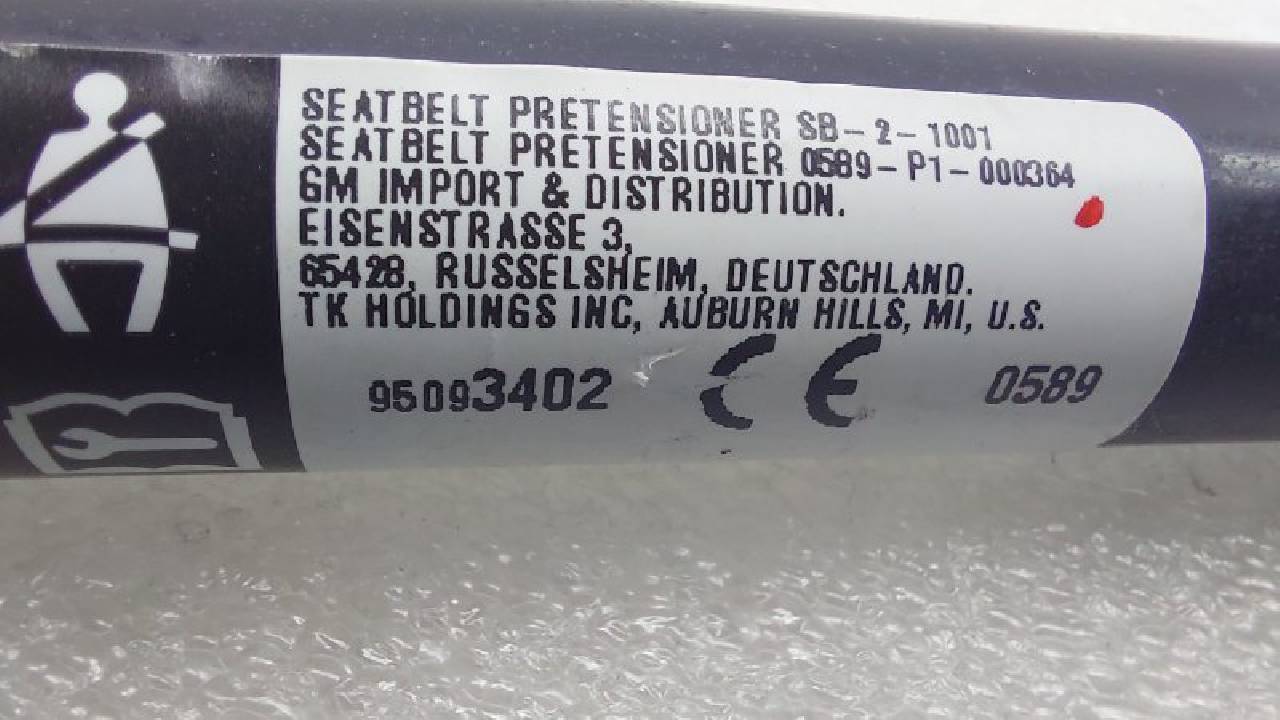 SEATBELT PRETENSIONER SB-2-1001
SEATBELT PRETENSIONER 0589-P1-000364
GM IMPORT & DISTRIBUTION.
EISENSTRASSE 3,
65428, RUSSELSHEIM, DEUTSCHLAND.
TK HOLDINGS INC, AUBURN HILLS, MI, U.S.
95093402 CE 0589